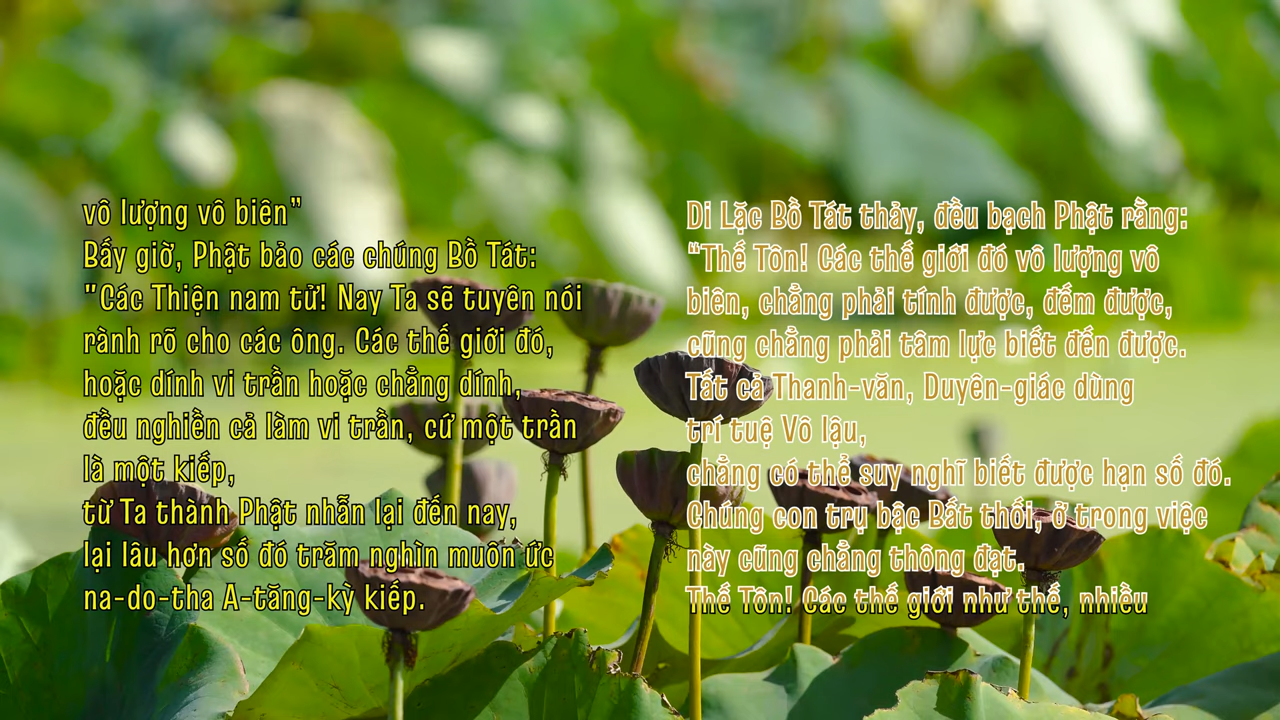 vô lượng vô biên”
Bấy giờ, Phật bảo các chúng Bồ Tát:
"Các Thiện nam tử! Nay Ta sẽ tuyên nói
rành rõ cho các ông. Các thế giới đó,
hoặc dính vi trần hoặc chẳng dính,
đều nghiền cả làm vi trần, cứ một trần
là một kiếp,
từ Ta thành Phật nhẫn lại đến nay,
lại lâu hơn số đó trăm nghìn muôn ức
na-do-tha A-tăng-kỳ kiếp.
Di Lặc Bồ Tát thảy, đều bạch Phật rằng:
“Thế Tôn! Các thế giới đó vô lượng vô
biên, chẳng phải tính được, đếm được,
cũng chẳng phải tâm lực biết đến được.
Tất cả Thanh-văn, Duyên-giác dùng
trí tuệ Vô lậu,
chẳng có thể suy nghĩ biết được hạn số đó.
Chúng con trụ bậc Bất thối, ở trong việc
này cũng chẳng thông đạt.
Thế Tôn! Các thế giới như thế, nhiều